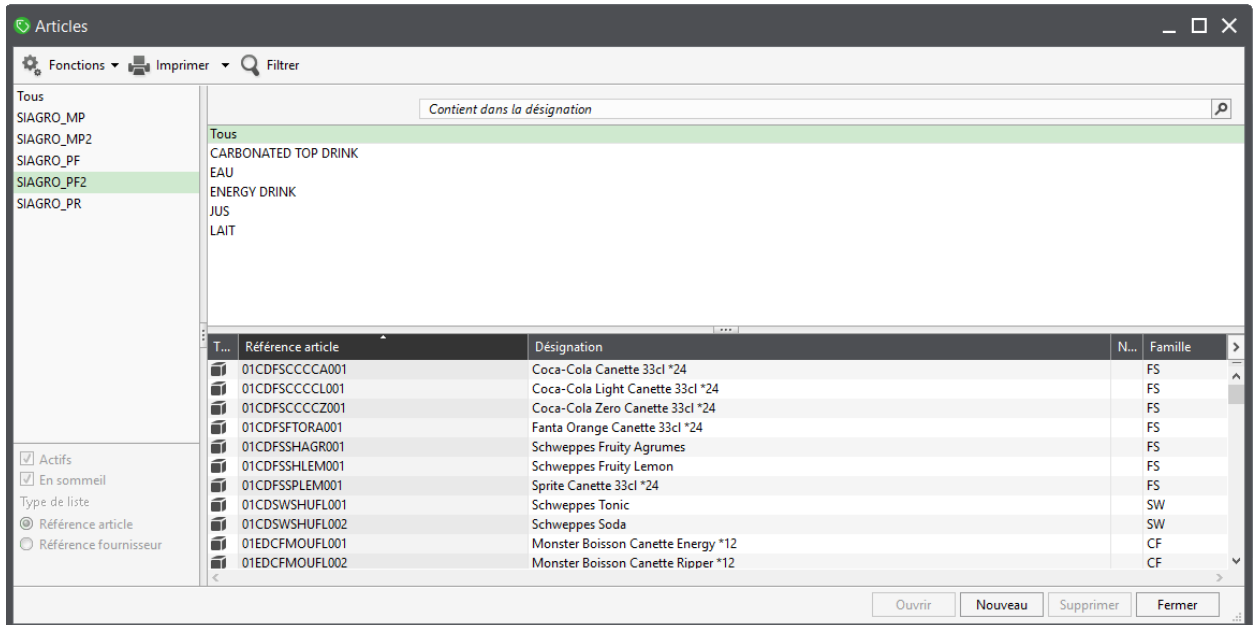 Articles
Fonctions Imprimer Filtrer
Tous
SIAGRO_MP
SIAGRO_MP2
SIAGRO_PF
SIAGRO_PF2
SIAGRO_PR
Actifs
En sommeil
Type de liste
Référence article
Référence fournisseur
Contient dans la désignation
Tous
CARBONATED TOP DRINK
EAU
ENERGY DRINK
JUS
LAIT
T... Référence article Désignation N... Famille
01CDFSCCCCA001 Coca-Cola Canette 33cl *24 FS
01CDFSCCCCL001 Coca-Cola Light Canette 33cl *24 FS
01CDFSCCCCZ001 Coca-Cola Zero Canette 33cl *24 FS
01CDFSFTORA001 Fanta Orange Canette 33cl *24 FS
01CDFSSHAGR001 Schweppes Fruity Agrumes FS
01CDFSSHLEM001 Schweppes Fruity Lemon FS
01CDFSSPLEM001 Sprite Canette 33cl *24 FS
01CDSWSHUFL001 Schweppes Tonic SW
01CDSWSHUFL002 Schweppes Soda SW
01EDCFMOUFL001 Monster Boisson Canette Energy *12 CF
01EDCFMOUFL002 Monster Boisson Canette Ripper *12 CF
Ouvrir Nouveau Supprimer Fermer